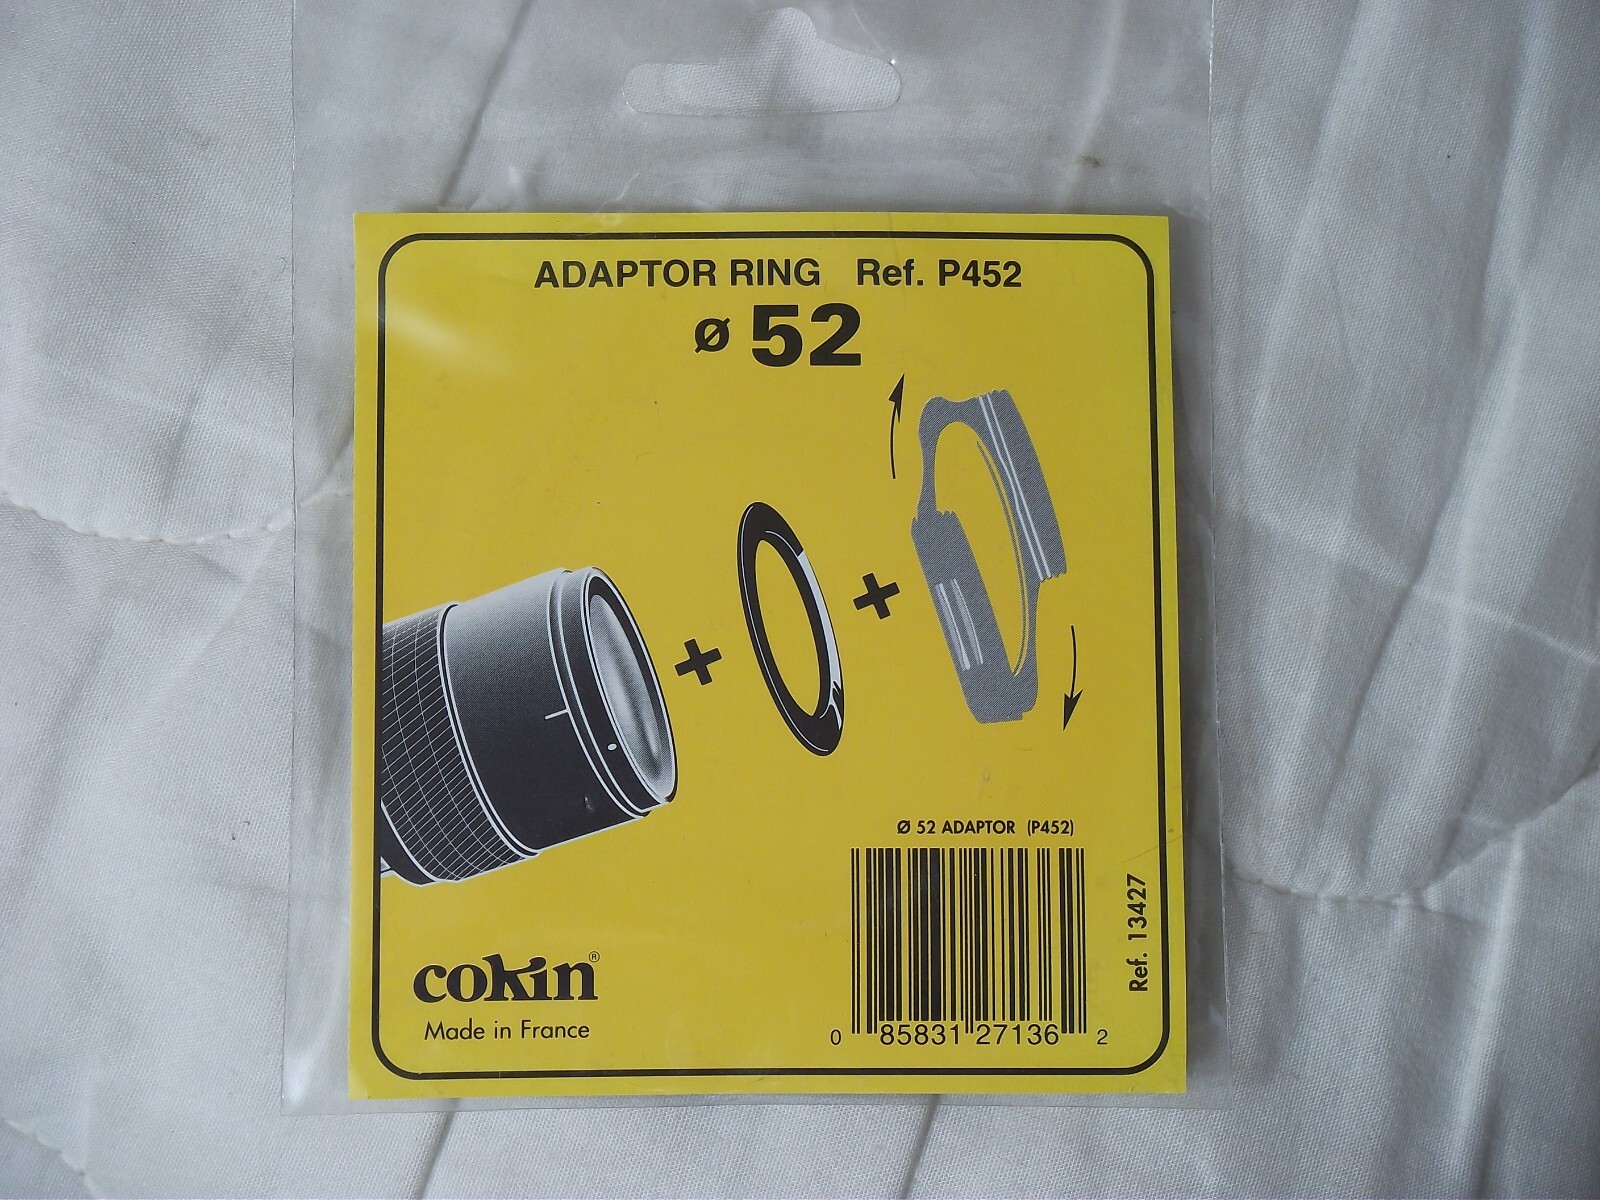 ADAPTOR RING Ref. P452
ø 52
Ø 52 ADAPTOR (P452)
Ref. 13427
cokin®
Made in France
0 85831 27136 2